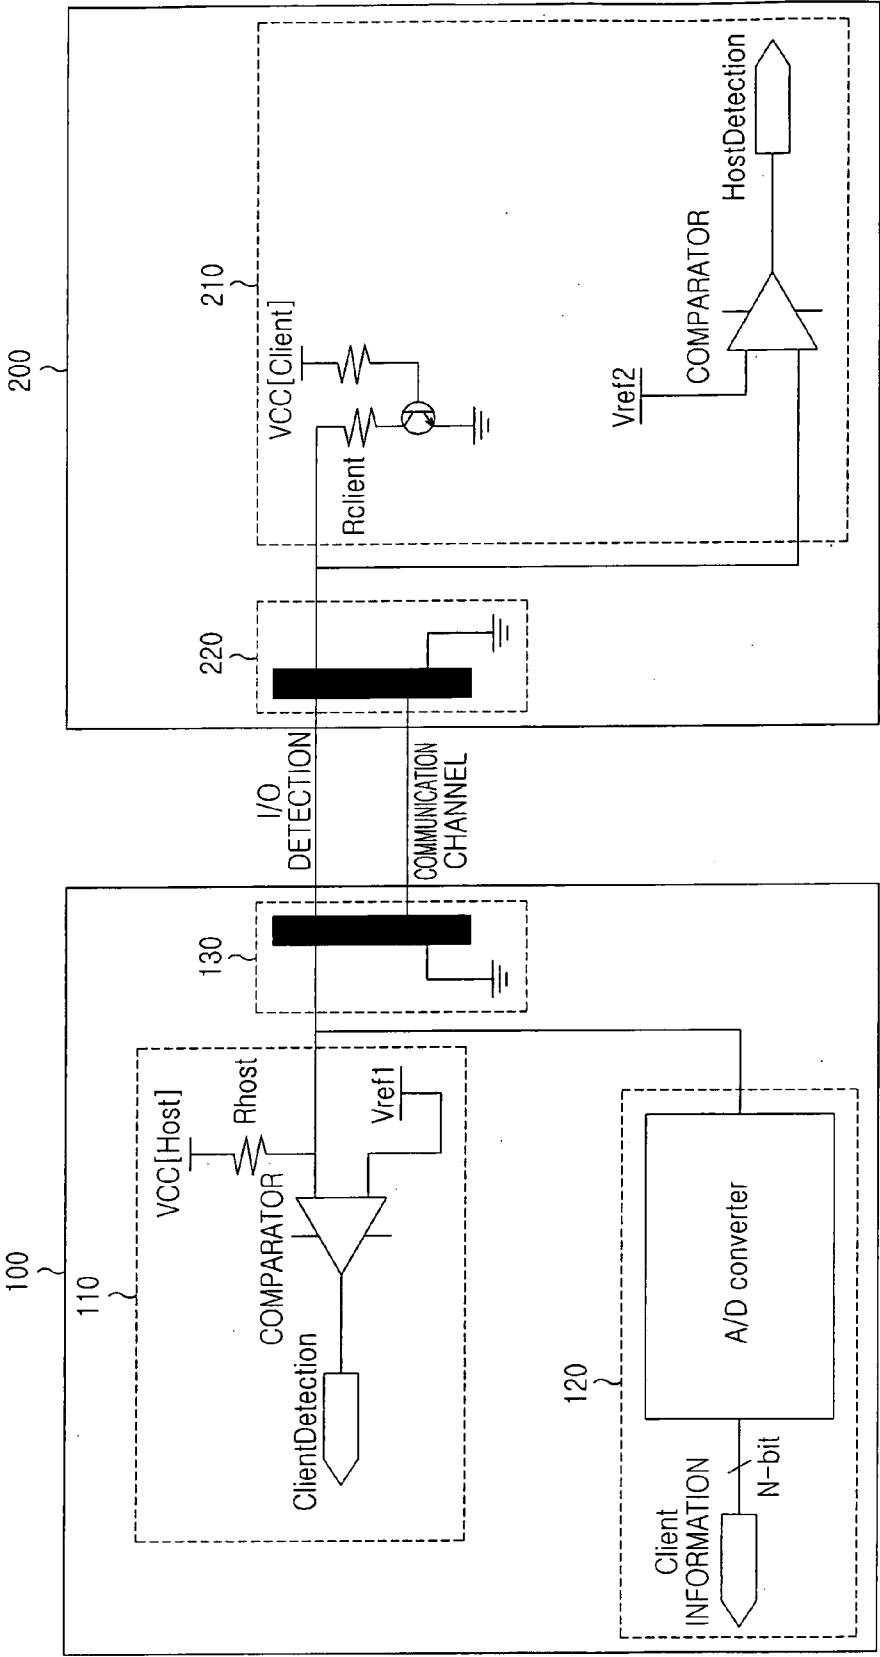 100
200
110
VCC[Host]
Rhost
COMPARATOR
Vref1
ClientDetection
130
I/O
DETECTION
COMMUNICATION
CHANNEL
220
210
VCC[Client]
Rclient
Vref2
COMPARATOR
HostDetection
120
A/D converter
Client
INFORMATION
N-bit